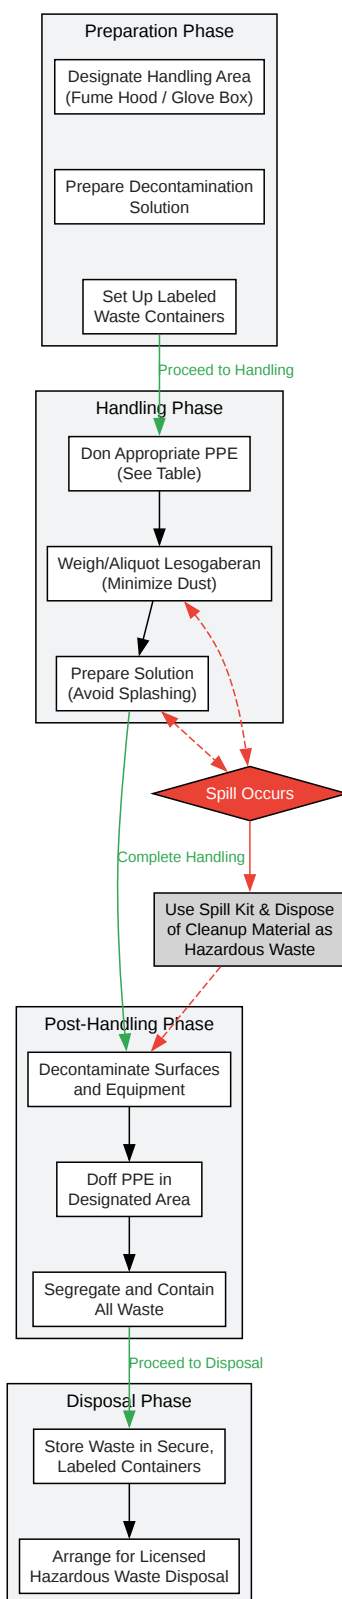 Preparation Phase
Designate Handling Area
(Fume Hood / Glove Box)
Prepare Decontamination
Solution
Set Up Labeled
Waste Containers
Proceed to Handling
Handling Phase
Don Appropriate PPE
(See Table)
Weigh/Aliquot Lesogaberan
(Minimize Dust)
Prepare Solution
(Avoid Splashing)
Spill Occurs
Complete Handling
Use Spill Kit & Dispose
of Cleanup Material as
Hazardous Waste
Post-Handling Phase
Decontaminate Surfaces
and Equipment
Doff PPE in
Designated Area
Segregate and Contain
All Waste
Proceed to Disposal
Disposal Phase
Store Waste in Secure,
Labeled Containers
Arrange for Licensed
Hazardous Waste Disposal